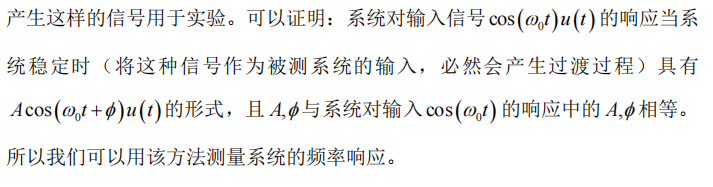 产生这样的信号用于实验。可以证明：系统对输入信号cos(ω₀t)u(t)的响应当系
统稳定时（将这种信号作为被测系统的输入，必然会产生过渡过程）具有
Acos(ω₀t+ϕ)u(t)的形式，且 A,ϕ与系统对输入cos(ω₀t) 的响应中的 A,ϕ 相等。
所以我们可以用该方法测量系统的频率响应。